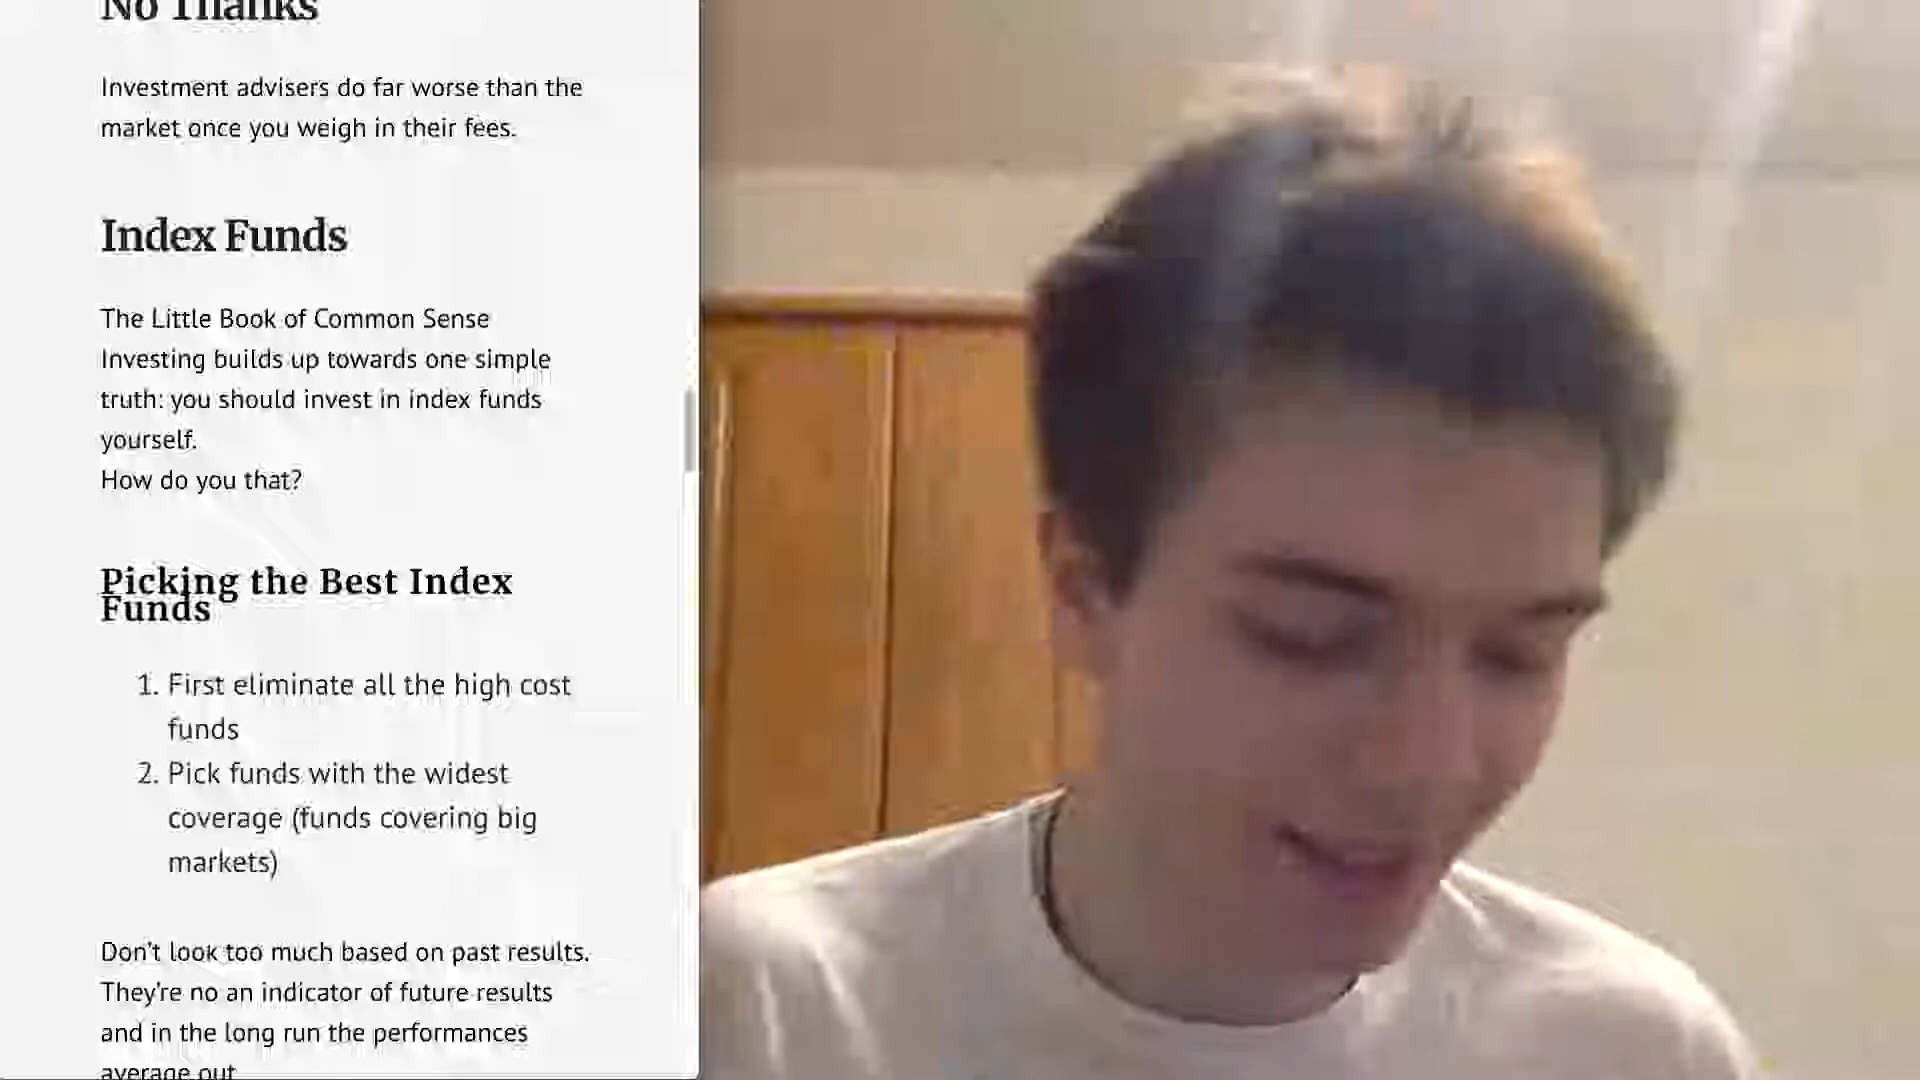 No Thanks
Investment advisers do far worse than the
market once you weigh in their fees.
Index Funds
The Little Book of Common Sense
Investing builds up towards one simple
truth: you should invest in index funds
yourself.
How do you that?
Picking the Best Index
Funds
1. First eliminate all the high cost
funds
2. Pick funds with the widest
coverage (funds covering big
markets)
Don't look too much based on past results.
They're no an indicator of future results
and in the long run the performances
average out